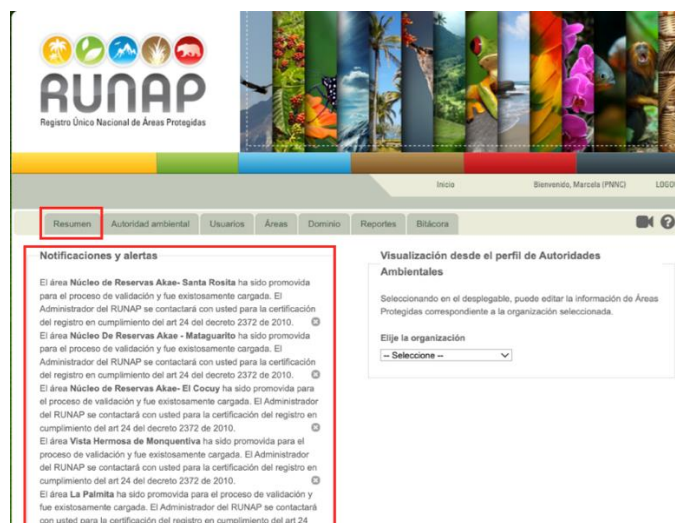 RUNAP
Registro Único Nacional de Áreas Protegidas
Inicio
Bienvenido, Marcela (PNNC)
LOGO
Resumen
Autoridad ambiental
Usuarios
Áreas
Dominio
Reportes
Bitácora
Notificaciones y alertas
El área Núcleo de Reservas Akae- Santa Rosita ha sido promovida
para el proceso de validación y fue existosamente cargada. El
Administrador del RUNAP se contactará con usted para la certificación
del registro en cumplimiento del art 24 del decreto 2372 de 2010.
El área Núcleo De Reservas Akae - Mataguarito ha sido promovida
para el proceso de validación y fue existosamente cargada. El
Administrador del RUNAP se contactará con usted para la certificación
del registro en cumplimiento del art 24 del decreto 2372 de 2010.
El área Núcleo de Reservas Akae- El Cocuy ha sido promovida para
el proceso de validación y fue existosamente cargada. El Administrador
del RUNAP se contactará con usted para la certificación del registro en
cumplimiento del art 24 del decreto 2372 de 2010.
El área Vista Hermosa de Monquentiva ha sido promovida para el
proceso de validación y fue existosamente cargada. El Administrador
del RUNAP se contactará con usted para la certificación del registro en
cumplimiento del art 24 del decreto 2372 de 2010.
El área La Palmita ha sido promovida para el proceso de validación y
fue existosamente cargada. El Administrador del RUNAP se contactará
con usted para la certificación del registro en cumplimiento del art 24
Visualización desde el perfil de Autoridades
Ambientales
Seleccionando en el desplegable, puede editar la información de Áreas
Protegidas correspondiente a la organización seleccionada.
Elije la organización
-- Seleccione --